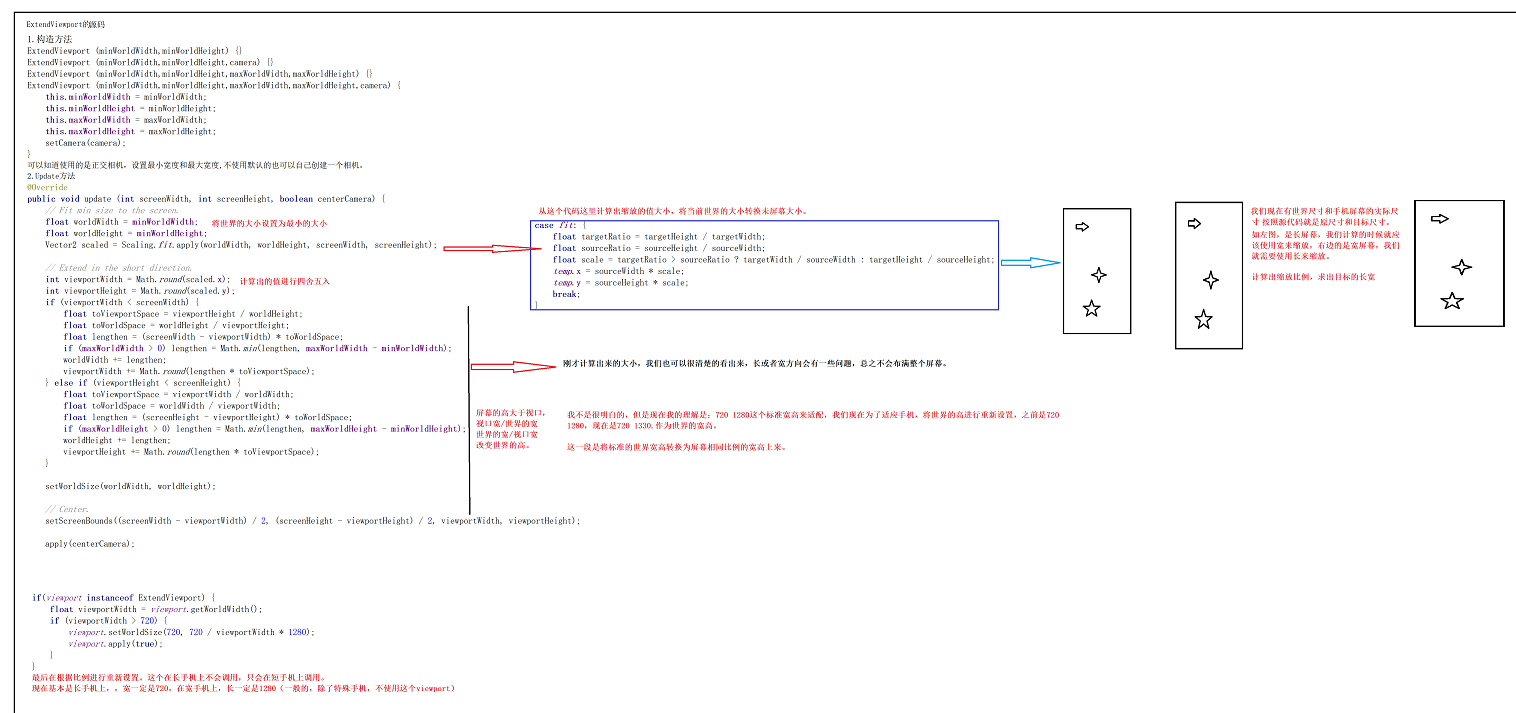 ExtendViewport的源码
1.构造方法
ExtendViewport (minWorldWidth,minWorldHeight) {}
ExtendViewport (minWorldWidth,minWorldHeight,camera) {}
ExtendViewport (minWorldWidth,minWorldHeight,maxWorldWidth,maxWorldHeight) {}
ExtendViewport (minWorldWidth,minWorldHeight,maxWorldWidth,maxWorldHeight,camera) {
this.minWorldWidth = minWorldWidth;
this.minWorldHeight = minWorldHeight;
this.maxWorldWidth = maxWorldWidth;
this.maxWorldHeight = maxWorldHeight;
setCamera(camera);
}
可以知道使用的是正交相机，设置最小宽度和最大宽度,不使用默认的也可以自己创建一个相机。
2.Update方法
@Override
public void update (int screenWidth, int screenHeight, boolean centerCamera) {
// Fit min size to the screen.
float worldWidth = minWorldWidth;
将世界的大小设置为最小的大小
float worldHeight = minWorldHeight;
Vector2 scaled = Scaling.fit.apply(worldWidth, worldHeight, screenWidth, screenHeight);
// Extend in the short direction.
int viewportWidth = Math.round(scaled.x);
计算出的值进行四舍五入
int viewportHeight = Math.round(scaled.y);
if (viewportWidth < screenWidth) {
float toViewportSpace = viewportHeight / worldHeight;
float toWorldSpace = worldHeight / viewportHeight;
float lengthen = (screenWidth - viewportWidth) * toWorldSpace;
if (maxWorldWidth > 0) lengthen = Math.min(lengthen, maxWorldWidth - minWorldWidth);
worldWidth += lengthen;
viewportWidth += Math.round(lengthen * toViewportSpace);
} else if (viewportHeight < screenHeight) {
float toViewportSpace = viewportWidth / worldWidth;
float toWorldSpace = worldWidth / viewportWidth;
float lengthen = (screenHeight - viewportHeight) * toWorldSpace;
if (maxWorldHeight > 0) lengthen = Math.min(lengthen, maxWorldHeight - minWorldHeight);
worldHeight += lengthen;
viewportHeight += Math.round(lengthen * toViewportSpace);
}
setWorldSize(worldWidth, worldHeight);
// Center.
setScreenBounds((screenWidth - viewportWidth) / 2, (screenHeight - viewportHeight) / 2, viewportWidth, viewportHeight);
apply(centerCamera);
从这个代码这里计算出缩放的值大小，将当前世界的大小转换未屏幕大小。
case fit: {
float targetRatio = targetHeight / targetWidth;
float sourceRatio = sourceHeight / sourceWidth;
float scale = targetRatio > sourceRatio ? targetWidth / sourceWidth : targetHeight / sourceHeight;
temp.x = sourceWidth * scale;
temp.y = sourceHeight * scale;
break;
}
我们现在有世界尺寸和手机屏幕的实际尺
寸 按照源代码就是原尺寸和目标尺寸。
如左图，是长屏幕，我们计算的时候就应
该使用宽来缩放，右边的是宽屏幕，我们
就需要使用长来缩放。
计算出缩放比例，求出目标的长宽
刚才计算出来的大小，我们也可以很清楚的看出来，长或者宽方向会有一些问题，总之不会布满整个屏幕。
屏幕的高大于视口，
视口宽/世界的宽
世界的宽/视口宽
改变世界的高。
我不是很明白的，但是现在我的理解是：720 1280这个标准宽高来适配，我们现在为了适应手机，将世界的高进行重新设置，之前是720
1280，现在是720 1330.作为世界的宽高。
这一段是将标准的世界宽高转换为屏幕相同比例的宽高上来。
if(viewport instanceof ExtendViewport) {
float viewportWidth = viewport.getWorldWidth();
if (viewportWidth > 720) {
viewport.setWorldSize(720, 720 / viewportWidth * 1280);
viewport.apply(true);
}
}
最后在根据比例进行重新设置，这个在长手机上不会调用，只会在短手机上调用。
现在基本是长手机上，，宽一定是720，在宽手机上，长一定是1280（一般的，除了特殊手机，不使用这个viewport）